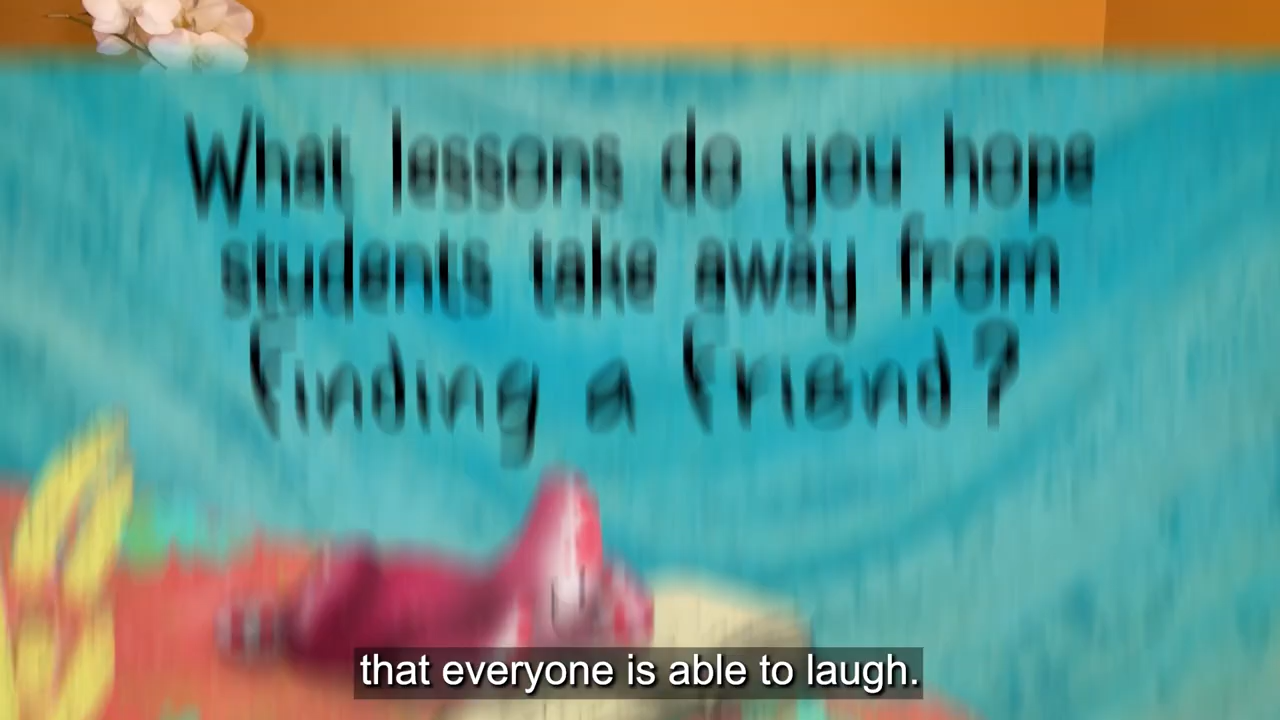 What lessons do you hope
students take away from
Finding a Friend?
that everyone is able to laugh.